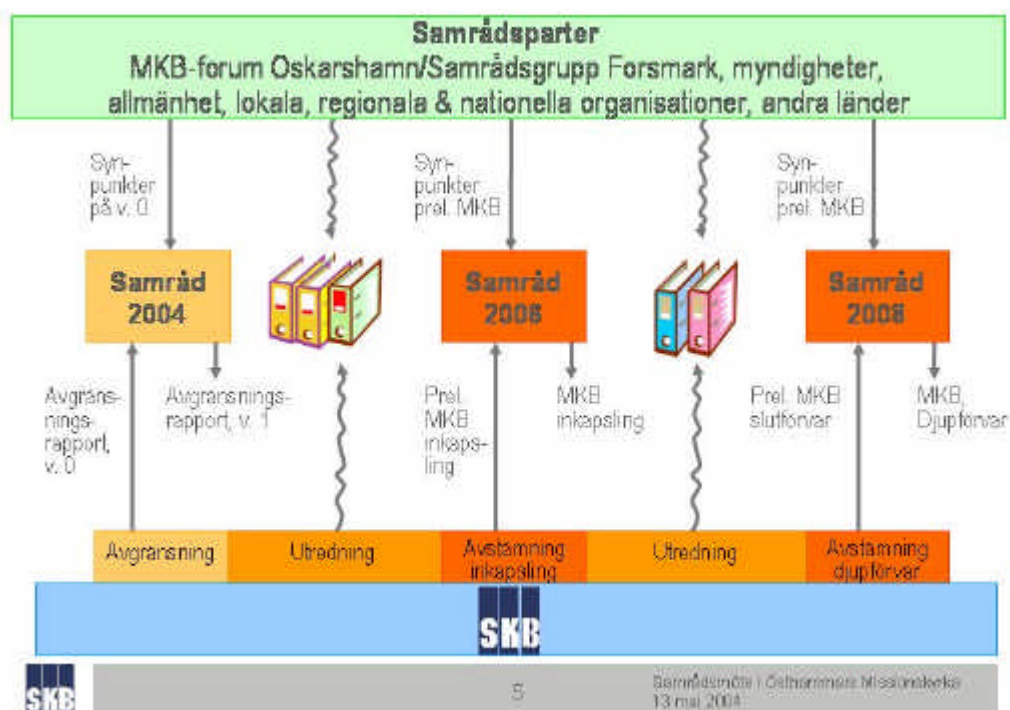 Samrådsparter
MKB-forum Oskarshamn/Samrådsgrupp Forsmark, myndigheter,
allmänhet, lokala, regionala & nationella organisationer, andra länder
Syn-
punkter
på v. 0
Syn-
punkter
prel. MKB
Syn-
punkter
prel. MKB
Samråd
2004
Samråd
2006
Samråd
2008
Avgräns-
nings-
rapport,
v. 0
Avgränsnings-
rapport, v. 1
Prel.
MKB
inkaps-
ling
MKB
inkapsling
Prel. MKB
slutförvar
MKB,
Djupförvar
Avgränsning
Utredning
Avstämning
inkapsling
Utredning
Avstämning
djupförvar
SKB
SKB
5
Samrådsmöte i Östhammars Missionskyrka
13 maj 2004